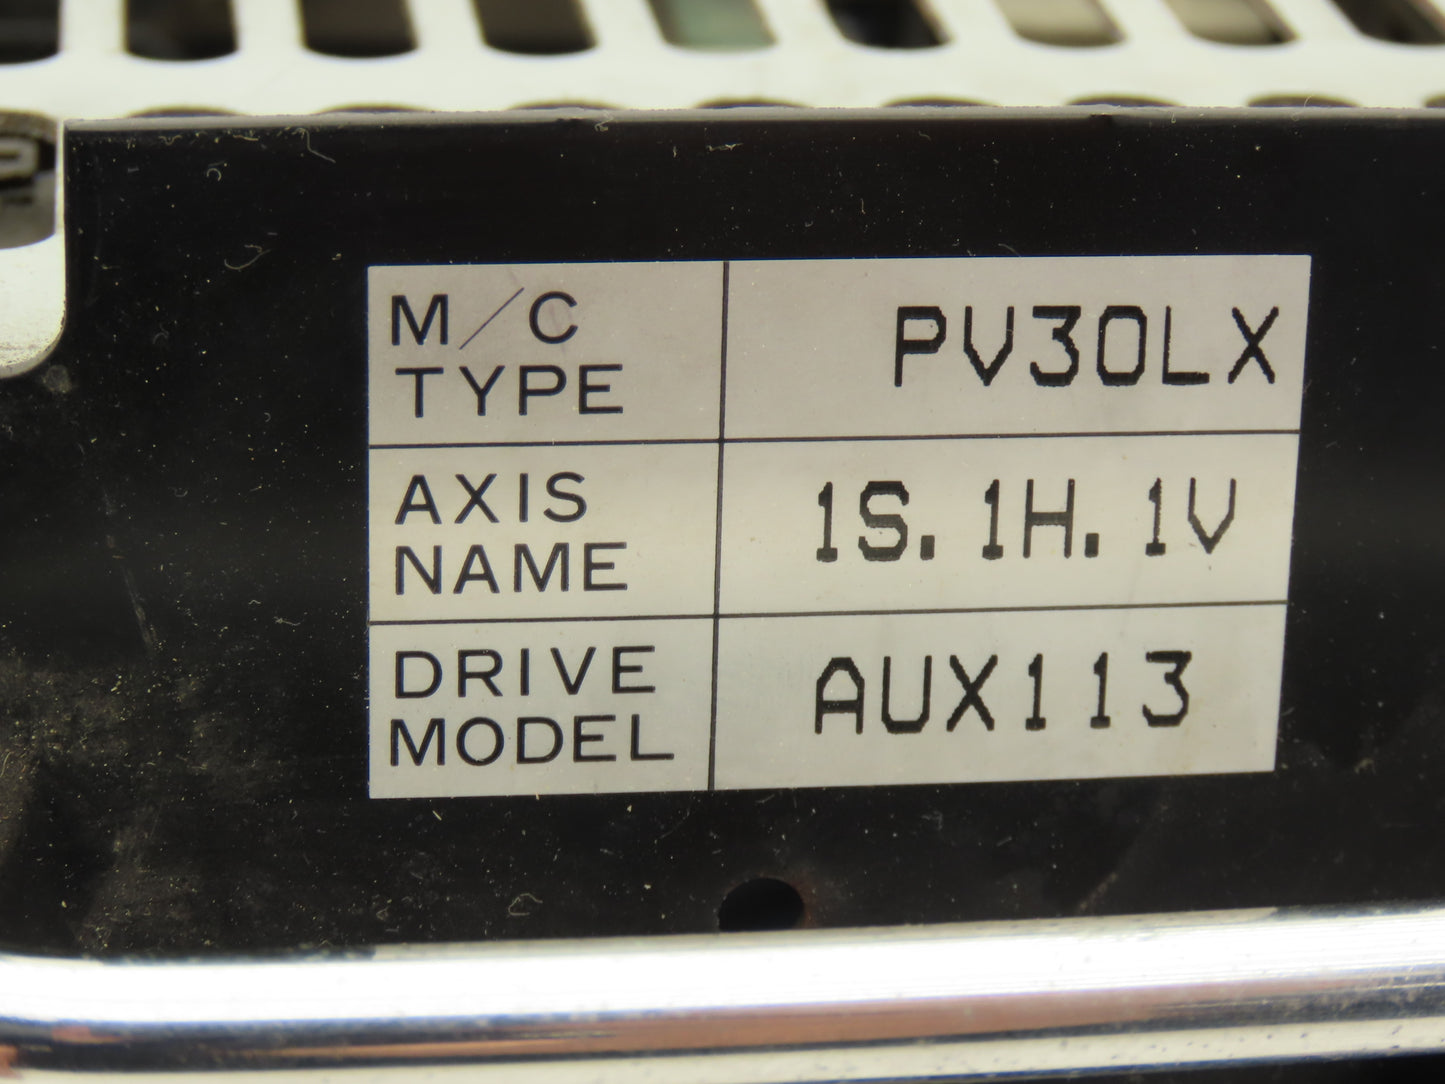 M/C TYPE PV30LX
AXIS NAME 1S. 1H. 1V
DRIVE MODEL AUX113